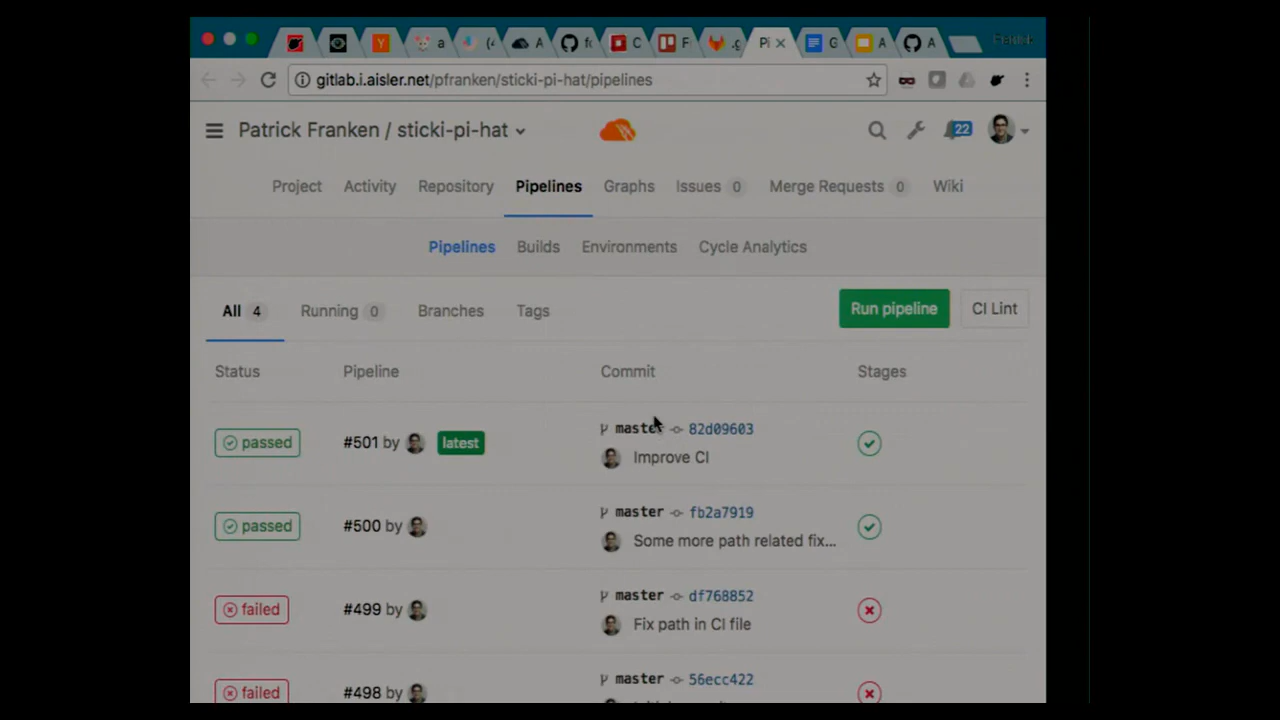 a
(4
A
fo
C
F
.g
Pi
G
A
A
Patrick
gitlab.i.aisler.net/pfranken/sticki-pi-hat/pipelines
Patrick Franken / sticki-pi-hat
22
Project Activity Repository Pipelines Graphs Issues 0 Merge Requests 0 Wiki
Pipelines Builds Environments Cycle Analytics
All 4 Running 0 Branches Tags Run pipeline CI Lint
Status Pipeline Commit Stages
passed #501 by latest master 82d09603
Improve CI
passed #500 by master fb2a7919
Some more path related fix...
failed #499 by master df768852
Fix path in CI file
failed #498 by master 56ecc422